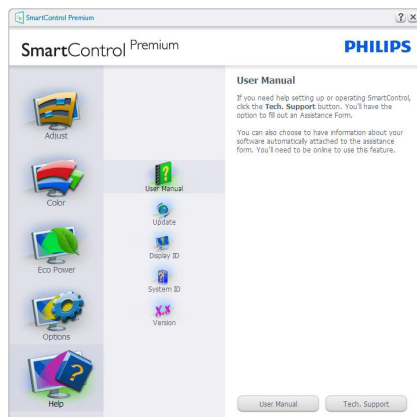 SmartControl Premium
SmartControl Premium
PHILIPS
Adjust
Color
Eco Power
Options
Help
User Manual
Update
Display ID
System ID
Version
User Manual
If you need help setting up or operating SmartControl,
click the Tech. Support button. You'll have the
option to fill out an Assistance Form.
You can also choose to have information about your
software automatically attached to the assistance
form. You'll need to be online to use this feature.
User Manual
Tech. Support